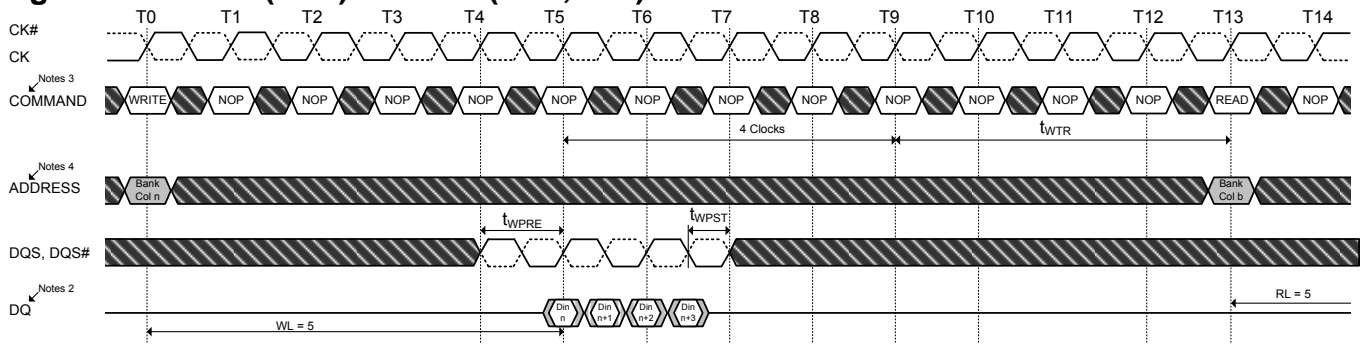 T0 T1 T2 T3 T4 T5 T6 T7 T8 T9 T10 T11 T12 T13 T14
CK#
CK
Notes 3
COMMAND WRITE NOP NOP NOP NOP NOP NOP NOP NOP NOP NOP NOP NOP READ NOP
4 Clocks tWTR
Notes 4
ADDRESS Bank Col n Bank Col b
tWPRE tWPST
DQS, DQS#
Notes 2
DQ Din n Din n+1 Din n+2 Din n+3
RL = 5
WL = 5